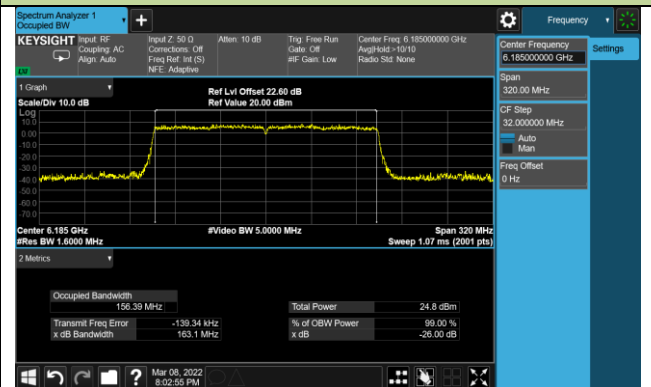 Spectrum Analyzer 1
Occupied BW
+
Frequency
KEYSIGHT Input: RF
Coupling: AC
Align: Auto
Input Z: 50 Ω
Corrections: Off
Freq Ref: Int (S)
NFE: Adaptive
Atten: 10 dB
Trig: Free Run
Gate: Off
#IF Gain: Low
Center Freq: 6.185000000 GHz
Avg|Hold:>10/10
Radio Std: None
Center Frequency
6.185000000 GHz
Settings
Span
320.00 MHz
CF Step
32.000000 MHz
Auto
Man
Freq Offset
0 Hz
1 Graph
Scale/Div 10.0 dB
Ref Lvl Offset 22.60 dB
Ref Value 20.00 dBm
Log
10.0
0.00
-10.0
-20.0
-30.0
-40.0
-50.0
-60.0
-70.0
Center 6.185 GHz
#Res BW 1.6000 MHz
#Video BW 5.0000 MHz
Span 320 MHz
Sweep 1.07 ms (2001 pts)
2 Metrics
Occupied Bandwidth
156.39 MHz
Total Power 24.8 dBm
Transmit Freq Error -139.34 kHz
% of OBW Power 99.00 %
x dB Bandwidth 163.1 MHz
x dB -26.00 dB
?
Mar 08, 2022
8:02:55 PM